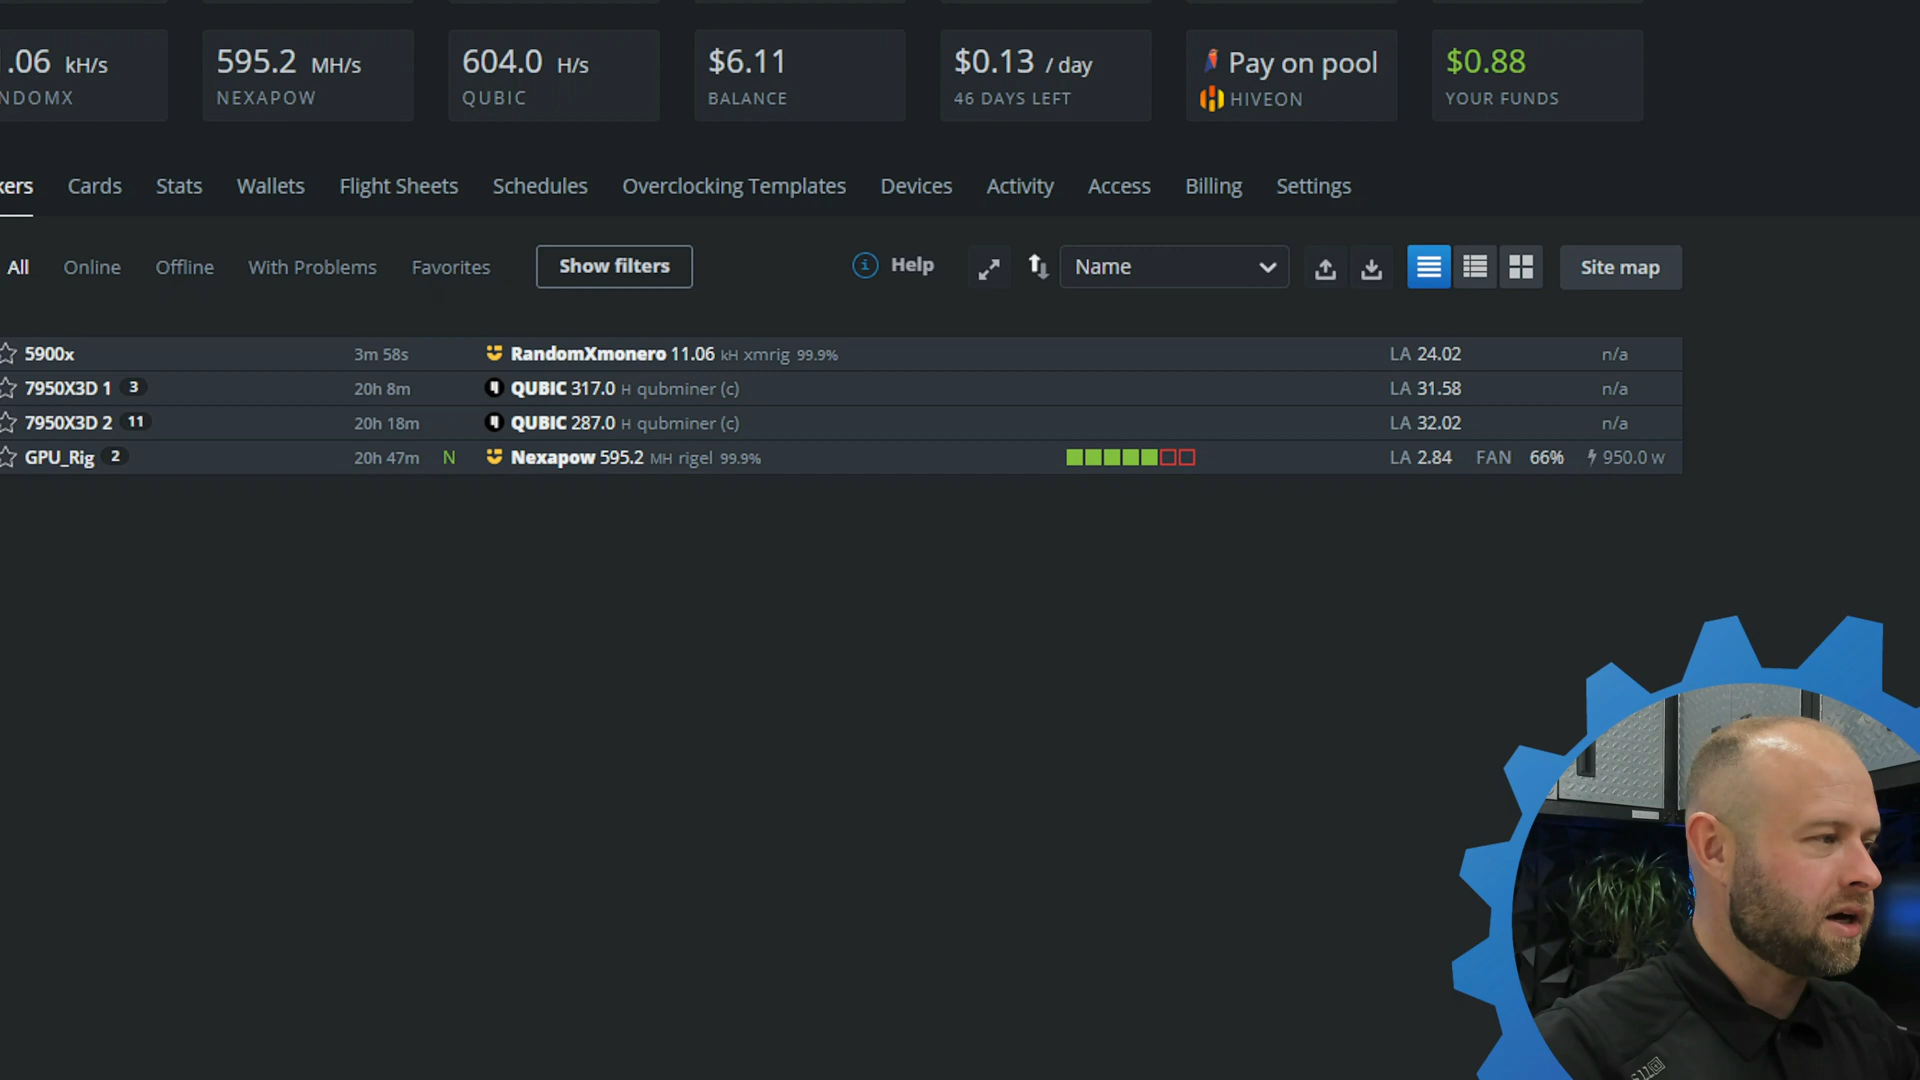 .06 kH/s 595.2 MH/s 604.0 H/s $6.11 $0.13 / day Pay on pool $0.88
NDOMX NEXAPOW QUBIC BALANCE 46 DAYS LEFT HIVEON YOUR FUNDS
kers Cards Stats Wallets Flight Sheets Schedules Overclocking Templates Devices Activity Access Billing Settings
All Online Offline With Problems Favorites Show filters Help Name Site map
5900x 3m 58s RandomXmonero 11.06 kH xmrig 99.9% LA 24.02 n/a
7950X3D 1 3 20h 8m QUBIC 317.0 H qubminer (c) LA 31.58 n/a
7950X3D 2 11 20h 18m QUBIC 287.0 H qubminer (c) LA 32.02 n/a
GPU_Rig 2 20h 47m N Nexapow 595.2 MH rigel 99.9% LA 2.84 FAN 66% 950.0 w
5.11